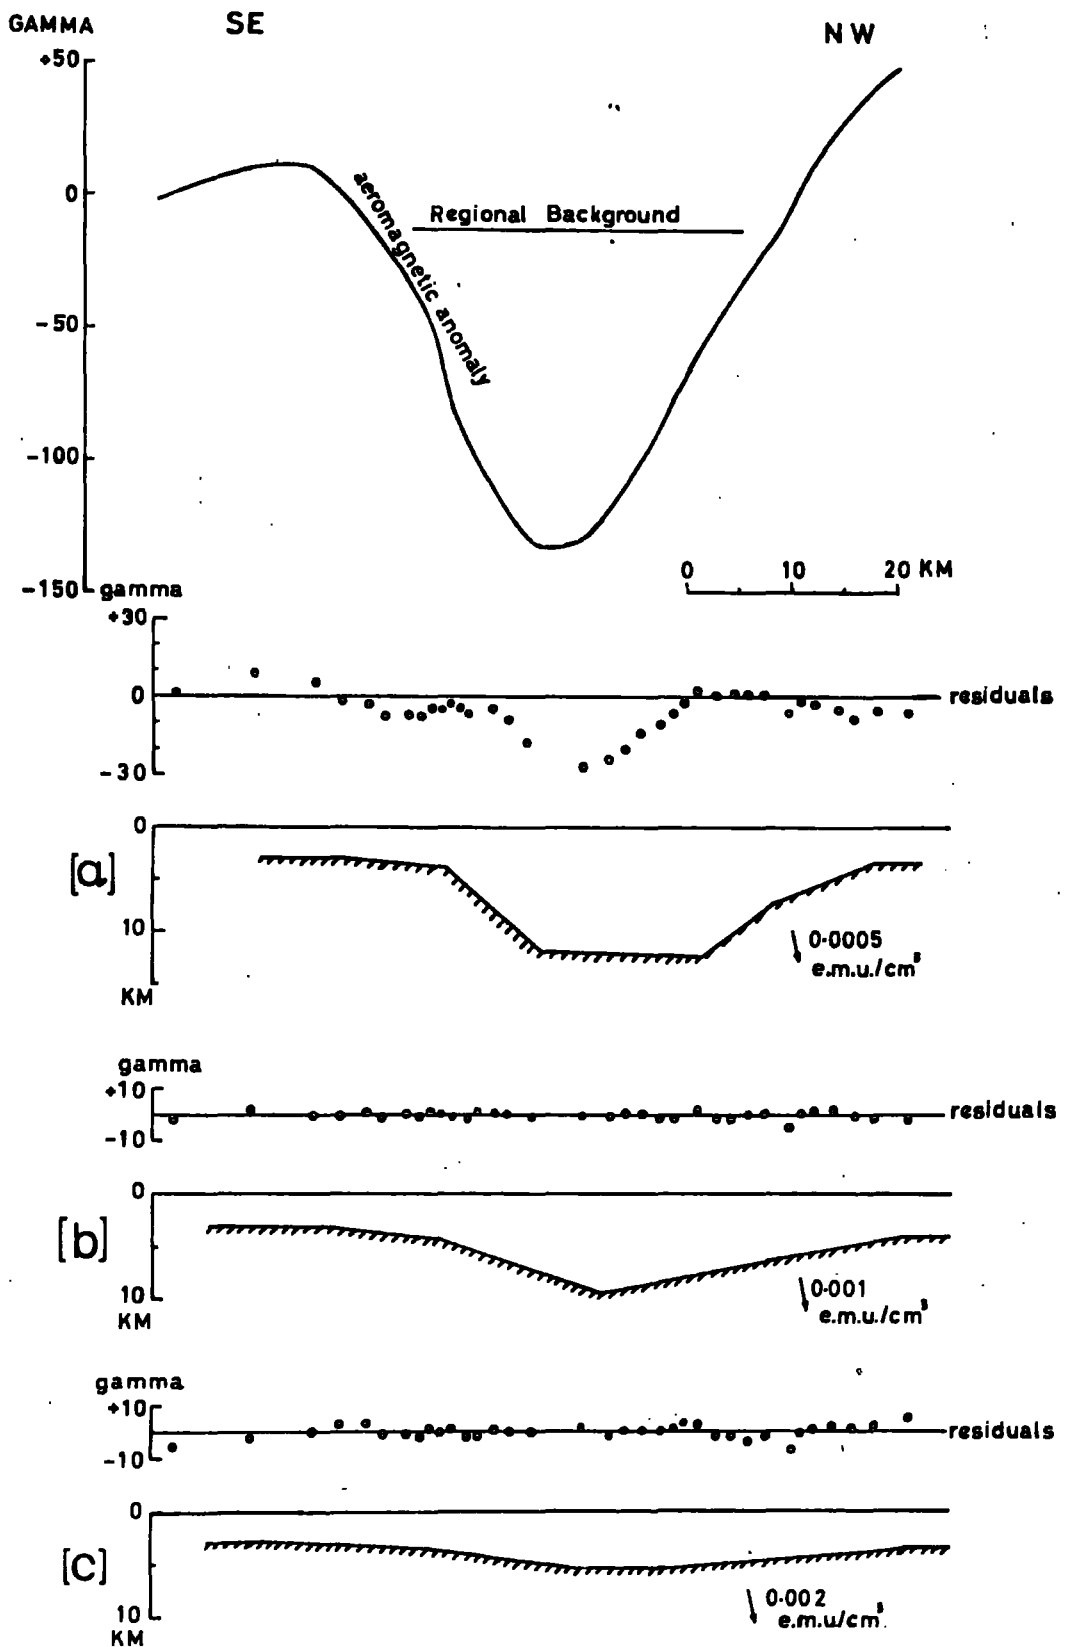 GAMMA
SE
NW
+50
0
-50
-100
-150
aeromagnetic anomaly
Regional Background
0 10 20 KM
gamma
+30
0
-30
residuals
[a]
0
10
KM
0·0005
e.m.u./cm³
gamma
+10
-10
residuals
[b]
0
10
KM
0·001
e.m.u./cm³
gamma
+10
-10
residuals
[c]
0
10
KM
0·002
e.m.u/cm³